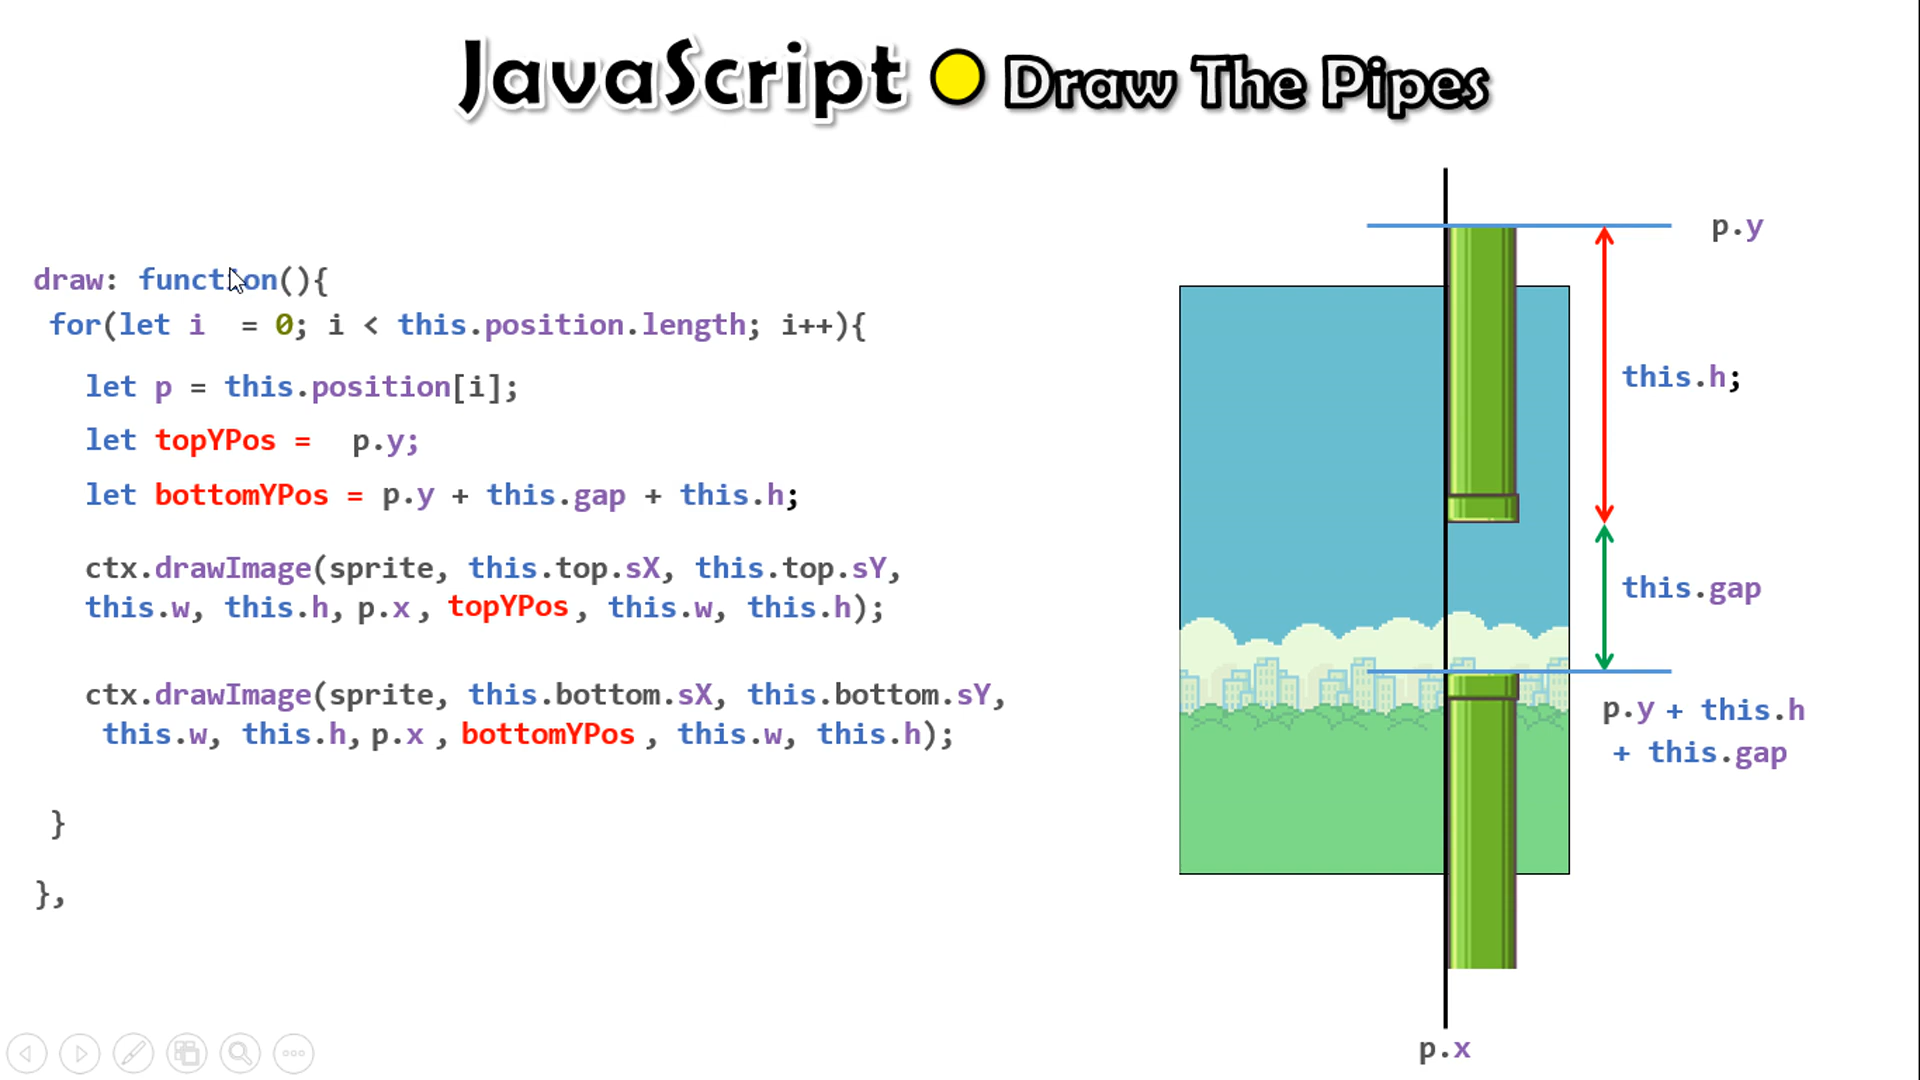 JavaScript Draw The Pipes
draw: function(){
for(let i = 0; i < this.position.length; i++){
let p = this.position[i];
let topYPos = p.y;
let bottomYPos = p.y + this.gap + this.h;
ctx.drawImage(sprite, this.top.sX, this.top.sY,
this.w, this.h, p.x , topYPos , this.w, this.h);
ctx.drawImage(sprite, this.bottom.sX, this.bottom.sY,
this.w, this.h, p.x , bottomYPos , this.w, this.h);
}
},
p.y
this.h;
this.gap
p.y + this.h
+ this.gap
p.x